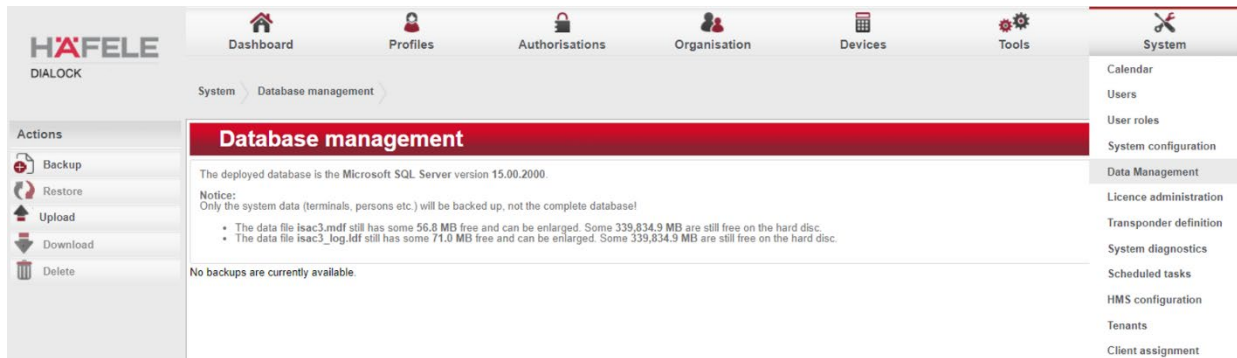 HÄFELE
DIALOCK
Dashboard
Profiles
Authorisations
Organisation
Devices
Tools
System
System
Database management
Calendar
Users
User roles
System configuration
Data Management
Licence administration
Transponder definition
System diagnostics
Scheduled tasks
HMS configuration
Tenants
Client assignment
Actions
Backup
Restore
Upload
Download
Delete
Database management
The deployed database is the Microsoft SQL Server version 15.00.2000.
Notice:
Only the system data (terminals, persons etc.) will be backed up, not the complete database!
• The data file isac3.mdf still has some 56.8 MB free and can be enlarged. Some 339,834.9 MB are still free on the hard disc.
• The data file isac3_log.ldf still has some 71.0 MB free and can be enlarged. Some 339,834.9 MB are still free on the hard disc.
No backups are currently available.